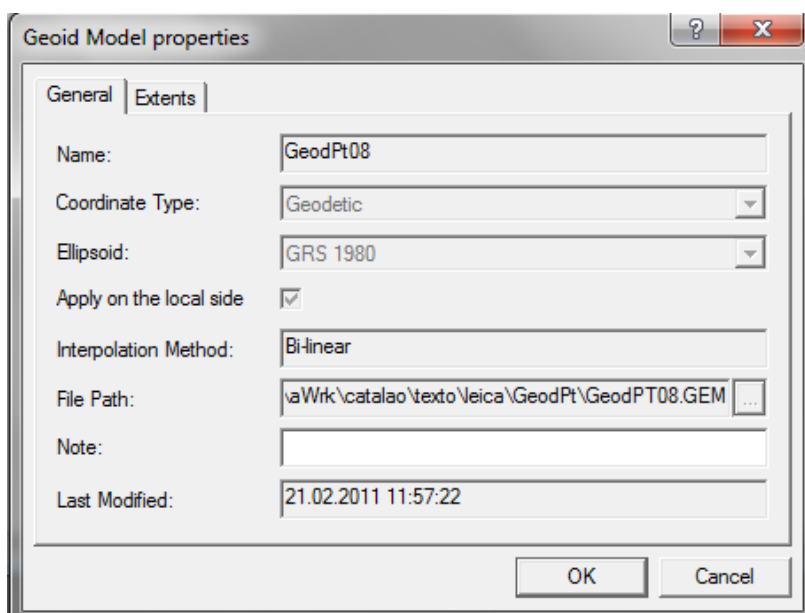 Geoid Model properties
General Extents
Name: GeodPt08
Coordinate Type: Geodetic
Ellipsoid: GRS 1980
Apply on the local side
Interpolation Method: Bi-linear
File Path: \aWrk\catalao\texto\leica\GeodPt\GeodPT08.GEM ...
Note:
Last Modified: 21.02.2011 11:57:22
OK Cancel